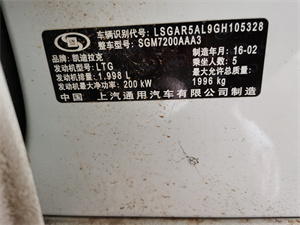 车辆识别代号: LSGAR5AL9GH105328
整车型号: SGM7200AAA3
品牌: 凯迪拉克
制造年月: 16-02
发动机型号: LTG
乘坐人数: 5
发动机排量: 1.998 L
最大允许总质量:
发动机最大净功率: 200 kW
1996 kg
中国 上汽通用汽车有限公司制造